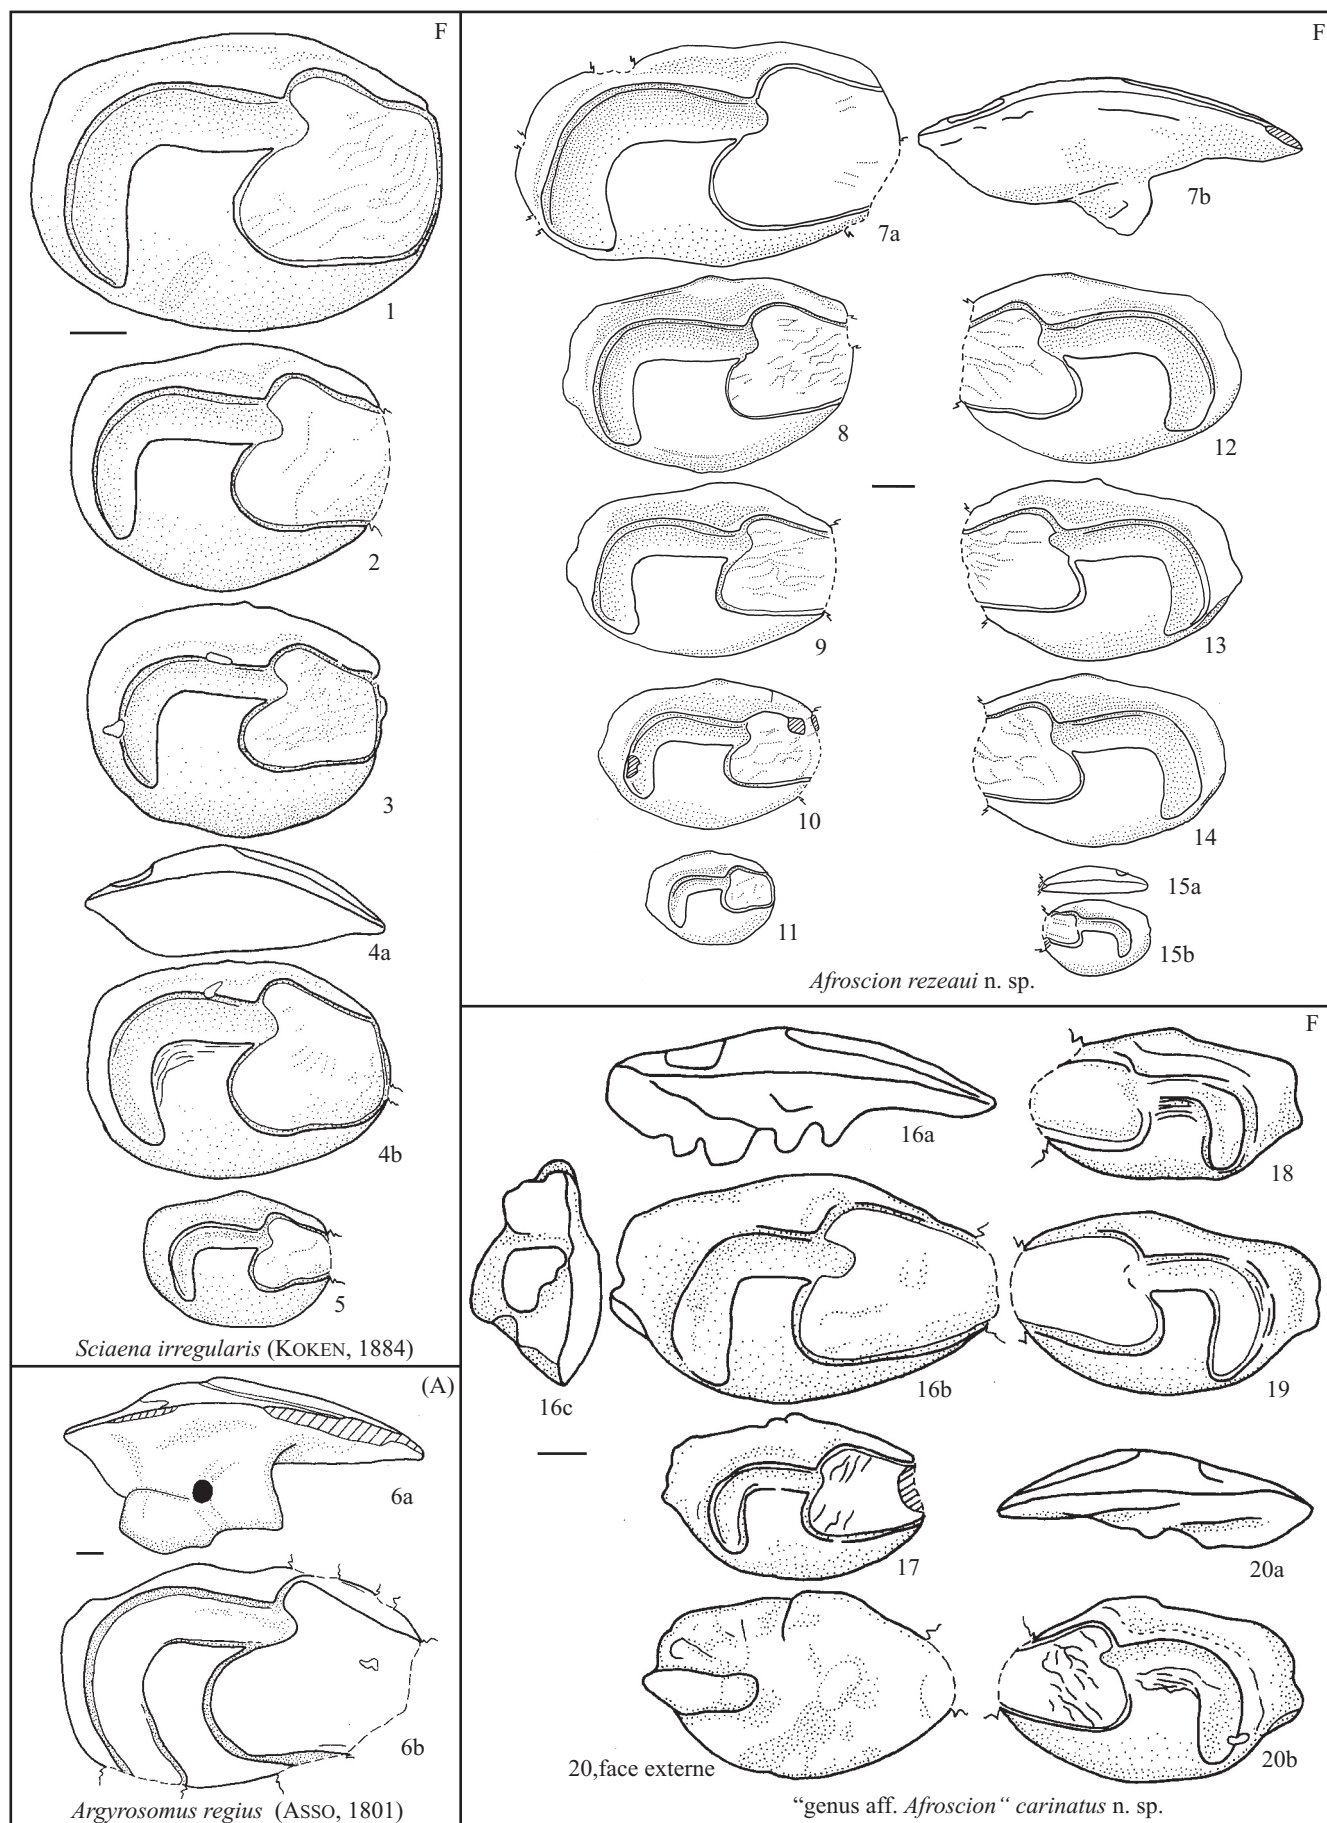 F
1
2
3
4a
4b
5
Sciaena irregularis (KOKEN, 1884)
(A)
6a
6b
Argyrosomus regius (ASSO, 1801)
F
7a
7b
8
12
9
13
10
14
11
15a
15b
Afroscion rezeaui n. sp.
F
16a
18
16c
16b
19
17
20a
20,face externe
20b
“genus aff. Afroscion“ carinatus n. sp.